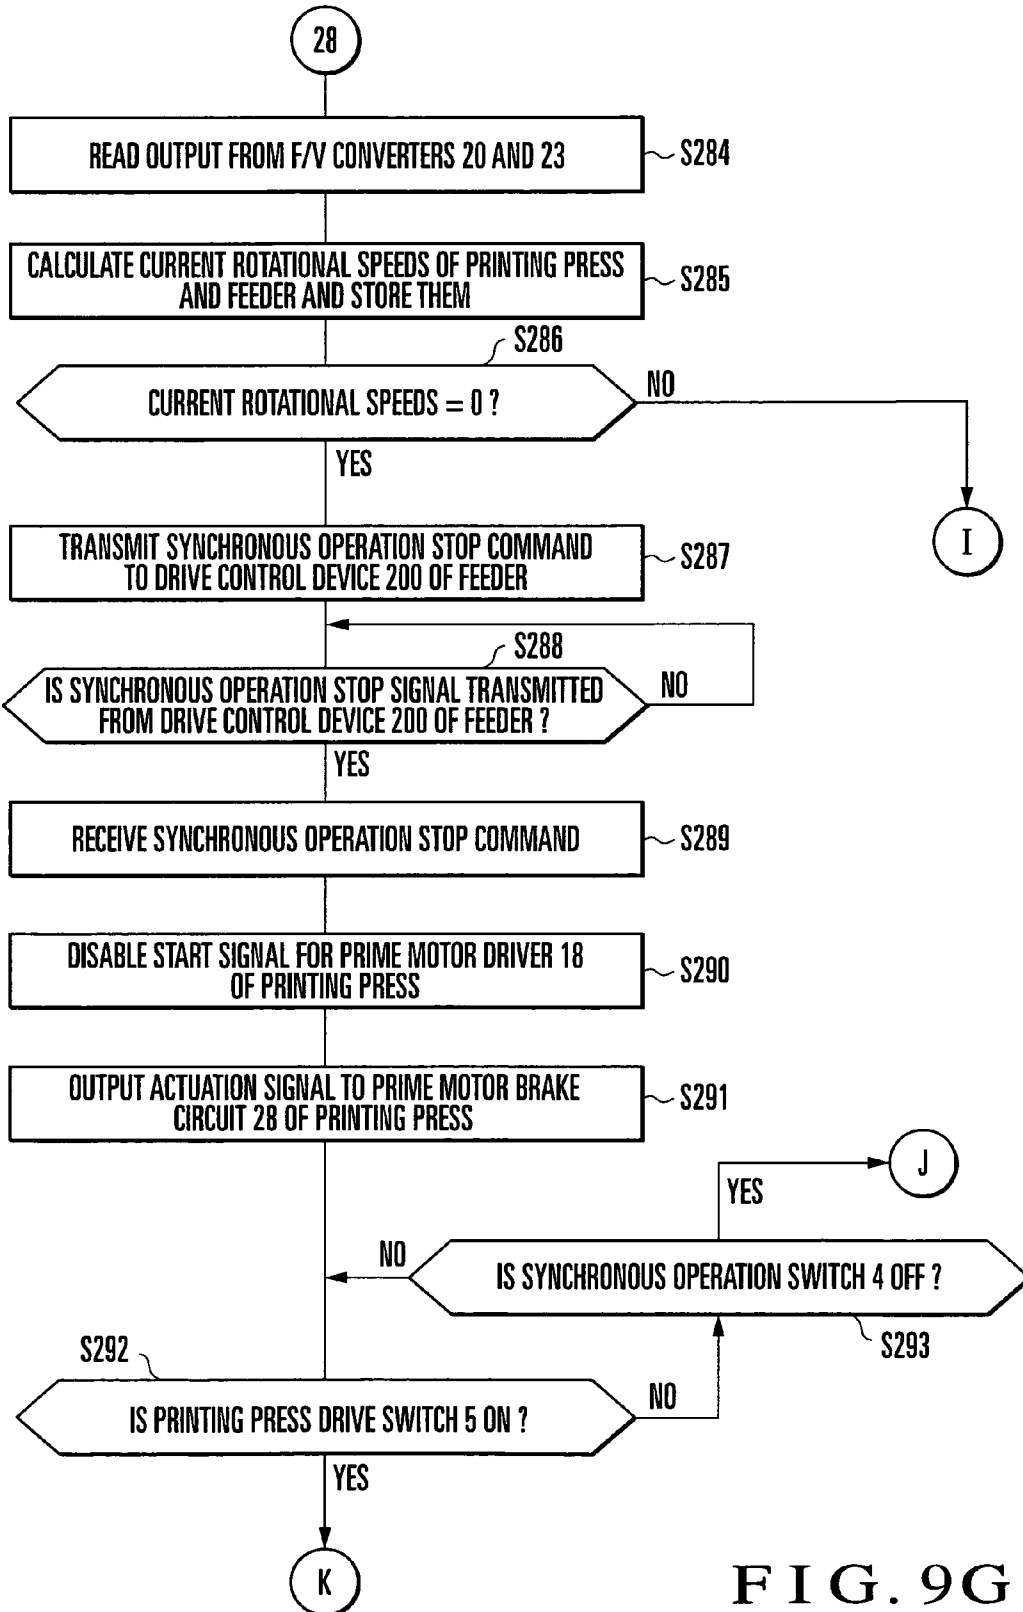 28
READ OUTPUT FROM F/V CONVERTERS 20 AND 23
S284
CALCULATE CURRENT ROTATIONAL SPEEDS OF PRINTING PRESS
AND FEEDER AND STORE THEM
S285
S286
CURRENT ROTATIONAL SPEEDS = 0 ?
NO
YES
I
TRANSMIT SYNCHRONOUS OPERATION STOP COMMAND
TO DRIVE CONTROL DEVICE 200 OF FEEDER
S287
S288
IS SYNCHRONOUS OPERATION STOP SIGNAL TRANSMITTED
FROM DRIVE CONTROL DEVICE 200 OF FEEDER ?
NO
YES
RECEIVE SYNCHRONOUS OPERATION STOP COMMAND
S289
DISABLE START SIGNAL FOR PRIME MOTOR DRIVER 18
OF PRINTING PRESS
S290
OUTPUT ACTUATION SIGNAL TO PRIME MOTOR BRAKE
CIRCUIT 28 OF PRINTING PRESS
S291
J
YES
NO
IS SYNCHRONOUS OPERATION SWITCH 4 OFF ?
S293
S292
IS PRINTING PRESS DRIVE SWITCH 5 ON ?
NO
YES
K
FIG. 9G